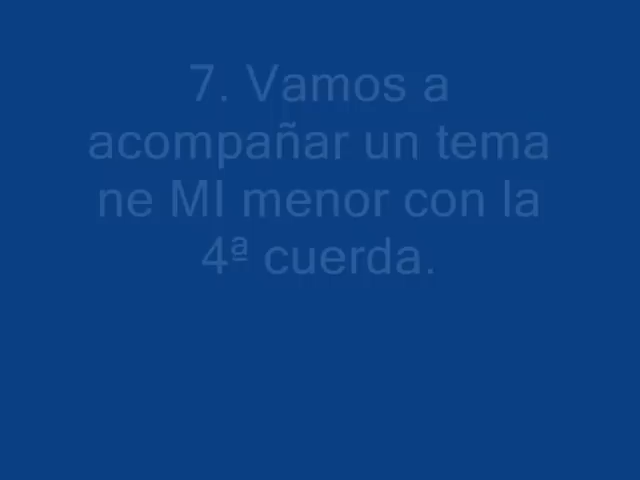 7. Vamos a
acompañar un tema
ne MI menor con la
4ª cuerda.